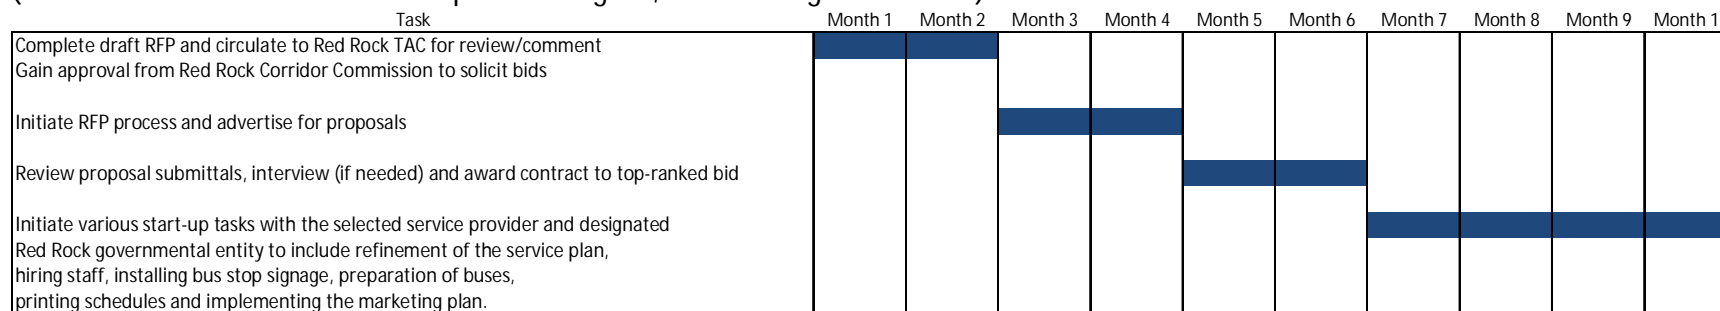 Task Month 1 Month 2 Month 3 Month 4 Month 5 Month 6 Month 7 Month 8 Month 9 Month 1
Complete draft RFP and circulate to Red Rock TAC for review/comment
Gain approval from Red Rock Corridor Commission to solicit bids
Initiate RFP process and advertise for proposals
Review proposal submittals, interview (if needed) and award contract to top-ranked bid
Initiate various start-up tasks with the selected service provider and designated
Red Rock governmental entity to include refinement of the service plan,
hiring staff, installing bus stop signage, preparation of buses,
printing schedules and implementing the marketing plan.